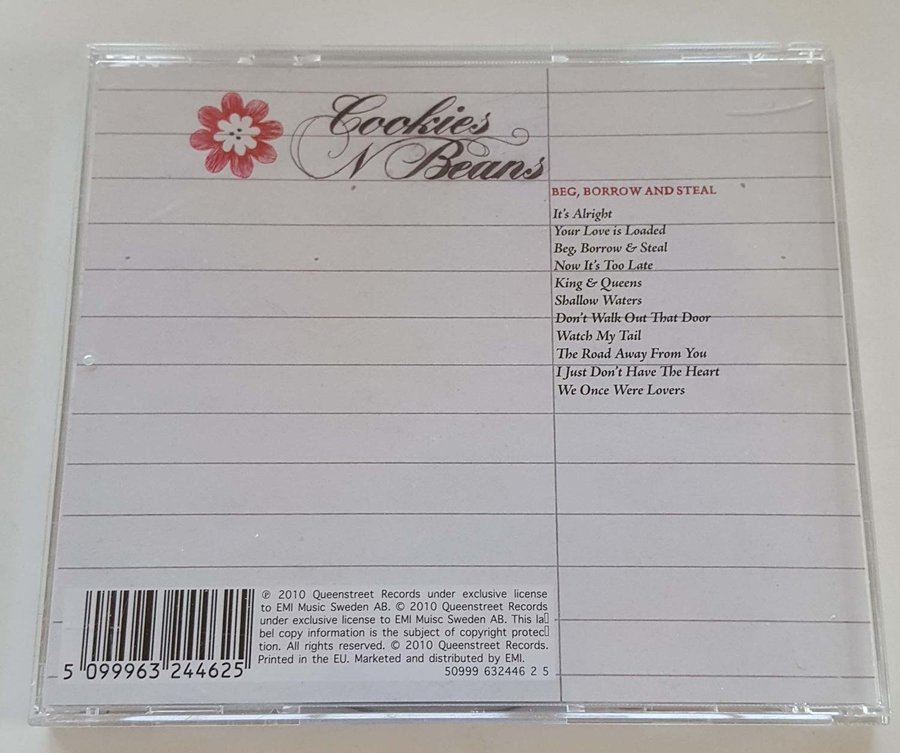 Cookies
N Beans
BEG, BORROW AND STEAL
It's Alright
Your Love is Loaded
Beg, Borrow & Steal
Now It's Too Late
King & Queens
Shallow Waters
Don't Walk Out That Door
Watch My Tail
The Road Away From You
I Just Don't Have The Heart
We Once Were Lovers
℗ 2010 Queenstreet Records under exclusive license
to EMI Music Sweden AB. © 2010 Queenstreet Records
under exclusive license to EMI Muisc Sweden AB. This la▯
bel copy information is the subject of copyright protec▯
tion. All rights reserved. © 2010 Queenstreet Records.
Printed in the EU. Marketed and distributed by EMI.
50999 632446 2 5
5 099963 244625